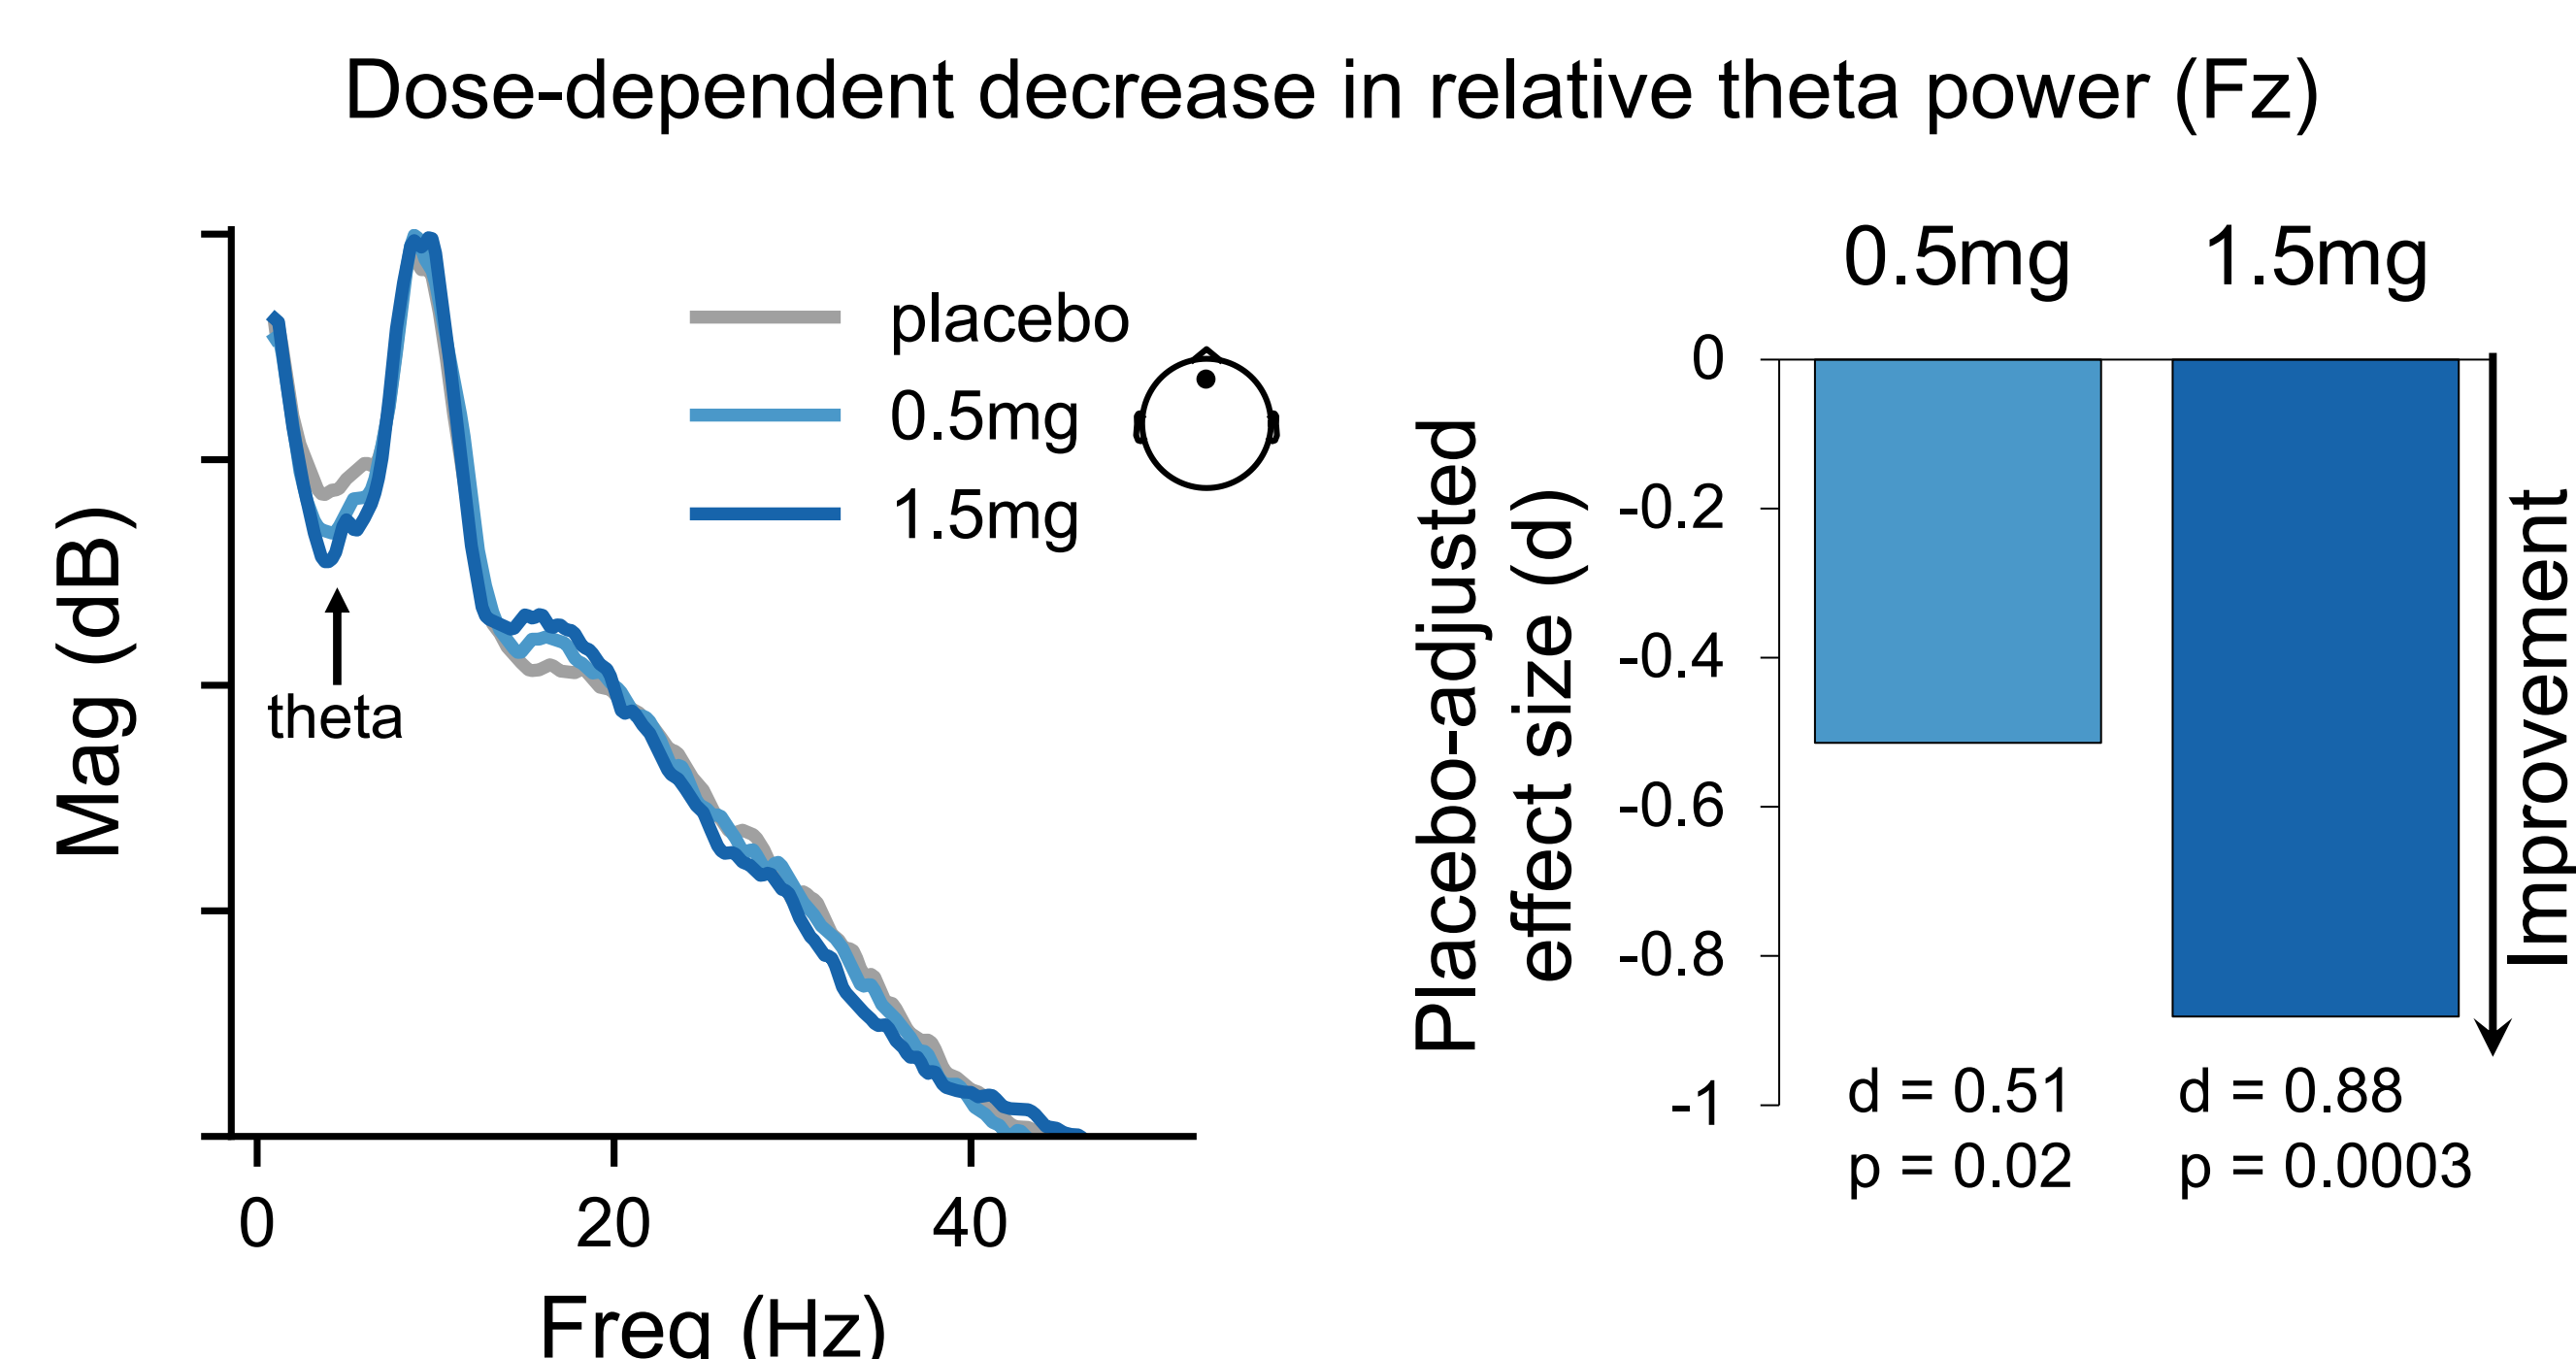 Dose-dependent decrease in relative theta power (Fz)
Mag (dB)
placebo
0.5mg
1.5mg
theta
0
20
40
Freq (Hz)
Placebo-adjusted
effect size (d)
0.5mg
1.5mg
0
-0.2
-0.4
-0.6
-0.8
-1
d = 0.51
p = 0.02
d = 0.88
p = 0.0003
Improvement